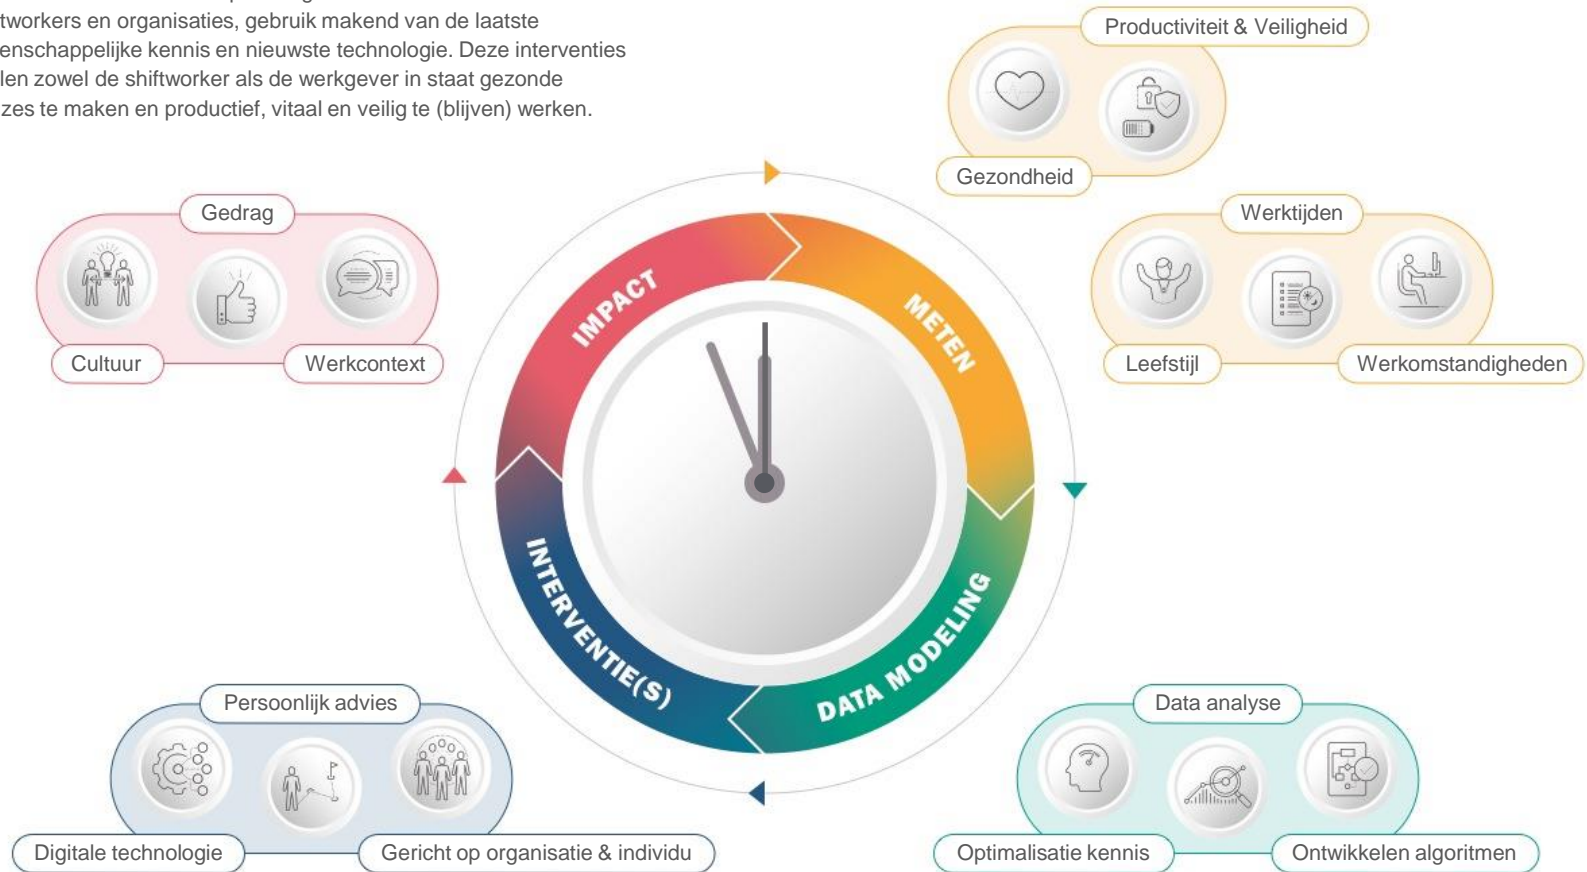 tworkers en organisaties, gebruik makend van de laatste
enschappelijke kennis en nieuwste technologie. Deze interventies
len zowel de shiftworker als de werkgever in staat gezonde
zes te maken en productief, vitaal en veilig te (blijven) werken.
Productiviteit & Veiligheid
Gezondheid
Gedrag
Werktijden
Cultuur
Werkcontext
Leefstijl
Werkomstandigheden
IMPACT
METEN
INTERVENTIE(S)
DATA MODELING
Persoonlijk advies
Data analyse
Digitale technologie
Gericht op organisatie & individu
Optimalisatie kennis
Ontwikkelen algoritmen